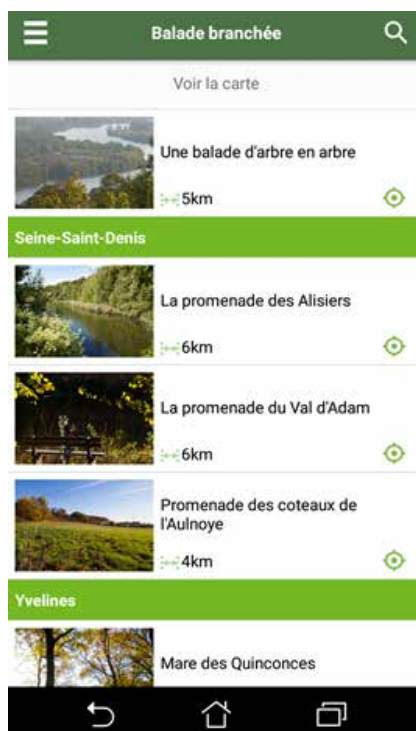 Balade branchée
Voir la carte
Une balade d'arbre en arbre
5km
Seine-Saint-Denis
La promenade des Alisiers
6km
La promenade du Val d'Adam
6km
Promenade des coteaux de
l'Aulnoye
4km
Yvelines
Mare des Quinconces